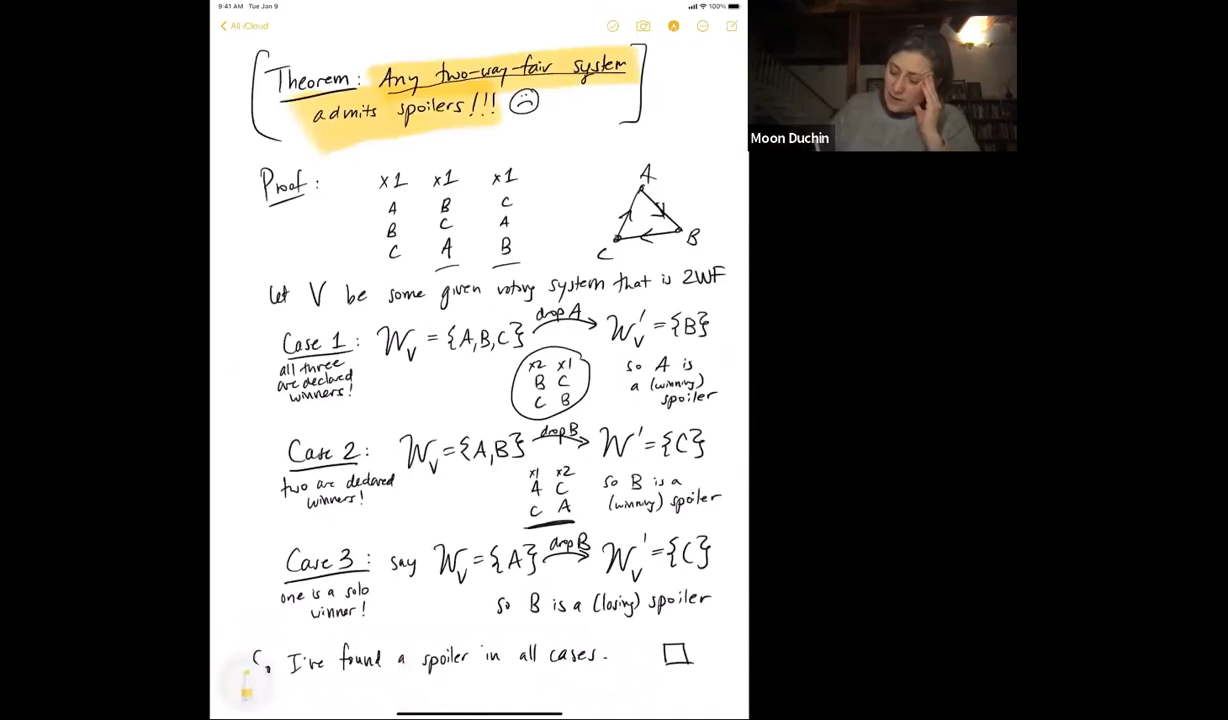 9:41 AM Tue Jan 9
100%
All iCloud
Theorem: Any two-way-fair system
admits spoilers!!!
Moon Duchin
Proof:
x1 x1 x1
A B C
B C A
C A B
A
B
C
Let V be some given voting system that is 2WF
Case 1: W_V = {A,B,C} drop A W_V' = {B}
all three
are declared
winners!
x2 x1
B C
C B
so A is
a (winning)
spoiler
Case 2: W_V = {A,B} drop B W' = {C}
two are declared
winners!
x1 x2
A C
C A
so B is a
(winning) spoiler
Case 3: say W_V = {A} drop B W_V' = {C}
one is a solo
winner!
so B is a (losing) spoiler
I've found a spoiler in all cases.